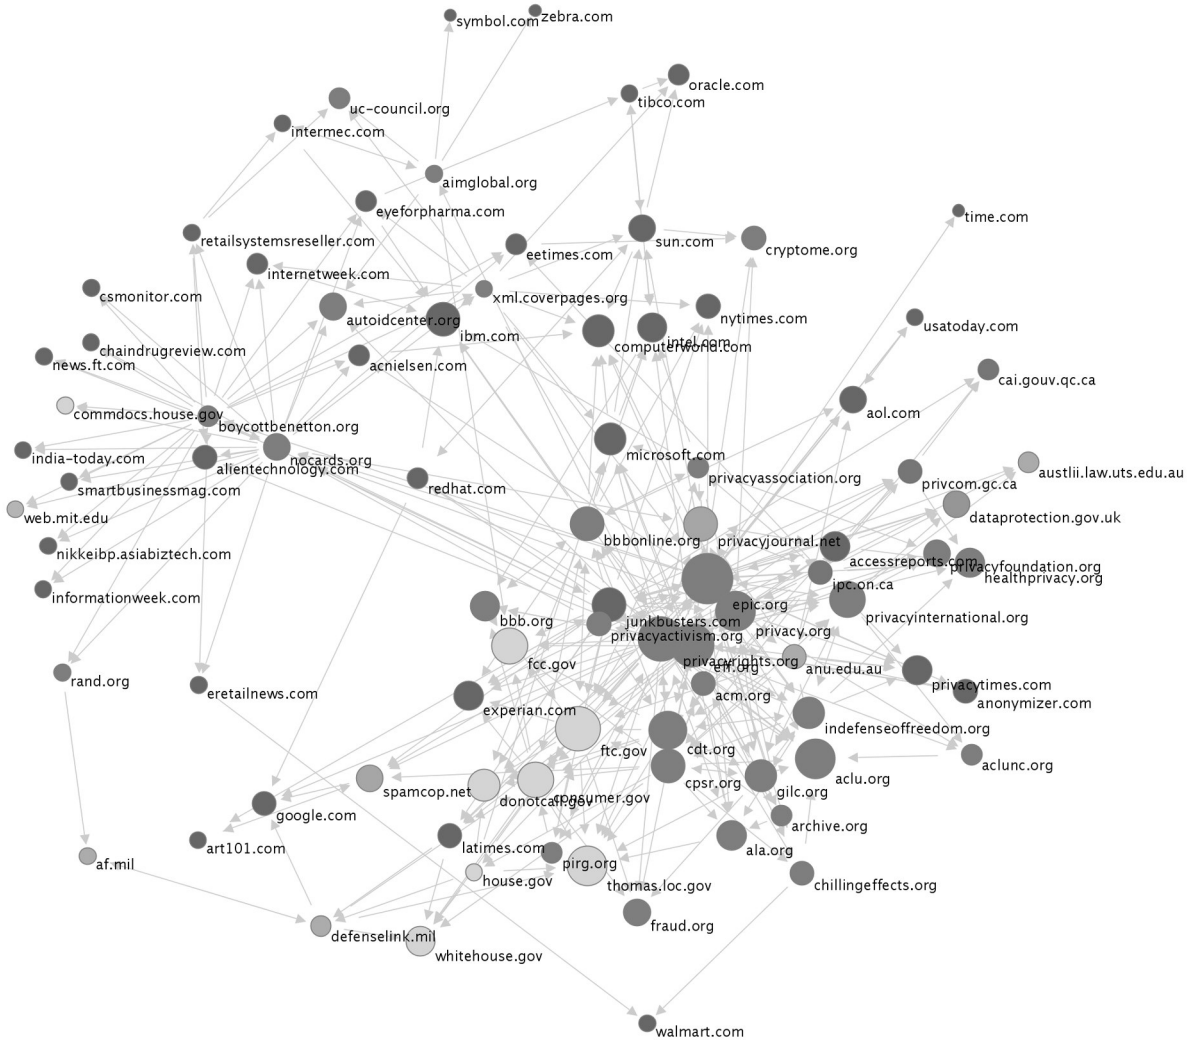 symbol.com
zebra.com
oracle.com
tibco.com
uc-council.org
intermec.com
aimglobal.org
eyeforpharma.com
time.com
retailsystemsreseller.com
sun.com
cryptome.org
eetimes.com
internetweek.com
csmonitor.com
xml.coverpages.org
nytimes.com
autoidcenter.org
ibm.com
usatoday.com
intel.com
computerworld.com
chaindrugreview.com
news.ft.com
acnielsen.com
cai.gouv.qc.ca
commdocs.house.gov
aol.com
boycottbenetton.org
india-today.com
nocards.org
alientechnology.com
microsoft.com
privacyassociation.org
austlii.law.uts.edu.au
privcom.gc.ca
smartbusinessmag.com
redhat.com
web.mit.edu
dataprotection.gov.uk
bbbonline.org
privacyjournal.net
nikkeibp.asiabiztech.com
accessreports.com
privacyfoundation.org
healthprivacy.org
ipc.on.ca
informationweek.com
epic.org
privacyinternational.org
bbb.org
junkbusters.com
privacy.org
privacyactivism.org
fcc.gov
privacyrights.org
eff.org
anu.edu.au
rand.org
privacytimes.com
eretailnews.com
acm.org
anonymizer.com
experian.com
indefenseoffreedom.org
ftc.gov
cdt.org
aclunc.org
aclu.org
cpsr.org
spamcop.net
donotcall.gov
consumer.gov
gilc.org
google.com
archive.org
art101.com
latimes.com
ala.org
af.mil
pirg.org
house.gov
thomas.loc.gov
chillingeffects.org
fraud.org
defenselink.mil
whitehouse.gov
walmart.com